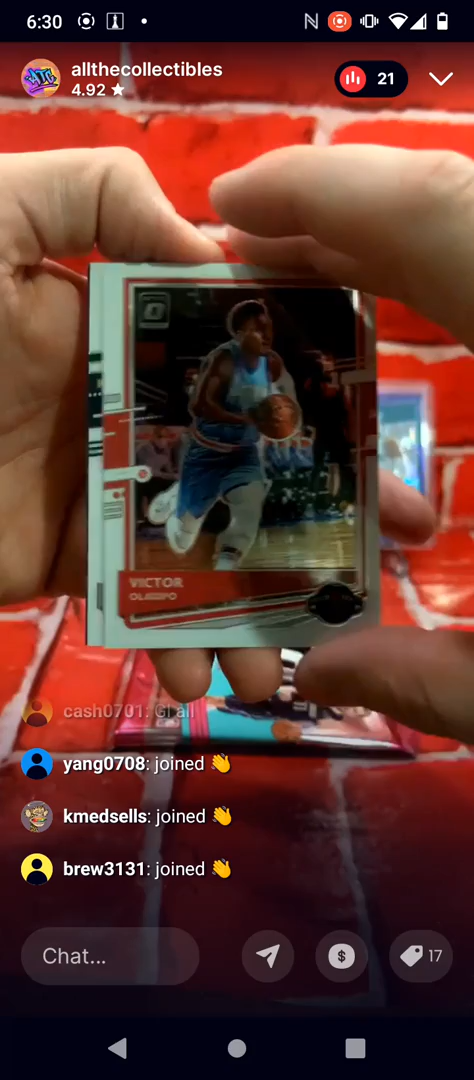 6:30
allthecollectibles
4.92 ★
21
VICTOR
OLADIPO
cash0701: Gl all
yang0708: joined 👋
kmedsells: joined 👋
brew3131: joined 👋
Chat...
$
17